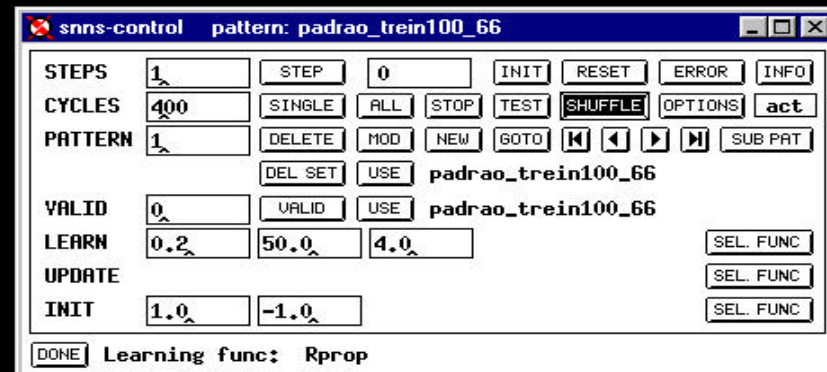 snns-control pattern: padrao_trein100_66
STEPS 1 STEP 0 INIT RESET ERROR INFO
CYCLES 400 SINGLE ALL STOP TEST SHUFFLE OPTIONS act
PATTERN 1 DELETE MOD NEW GOTO SUB PAT
DEL SET USE padrao_trein100_66
VALID 0 VALID USE padrao_trein100_66
LEARN 0.2 50.0 4.0 SEL. FUNC
UPDATE SEL. FUNC
INIT 1.0 -1.0 SEL. FUNC
DONE Learning func: Rprop